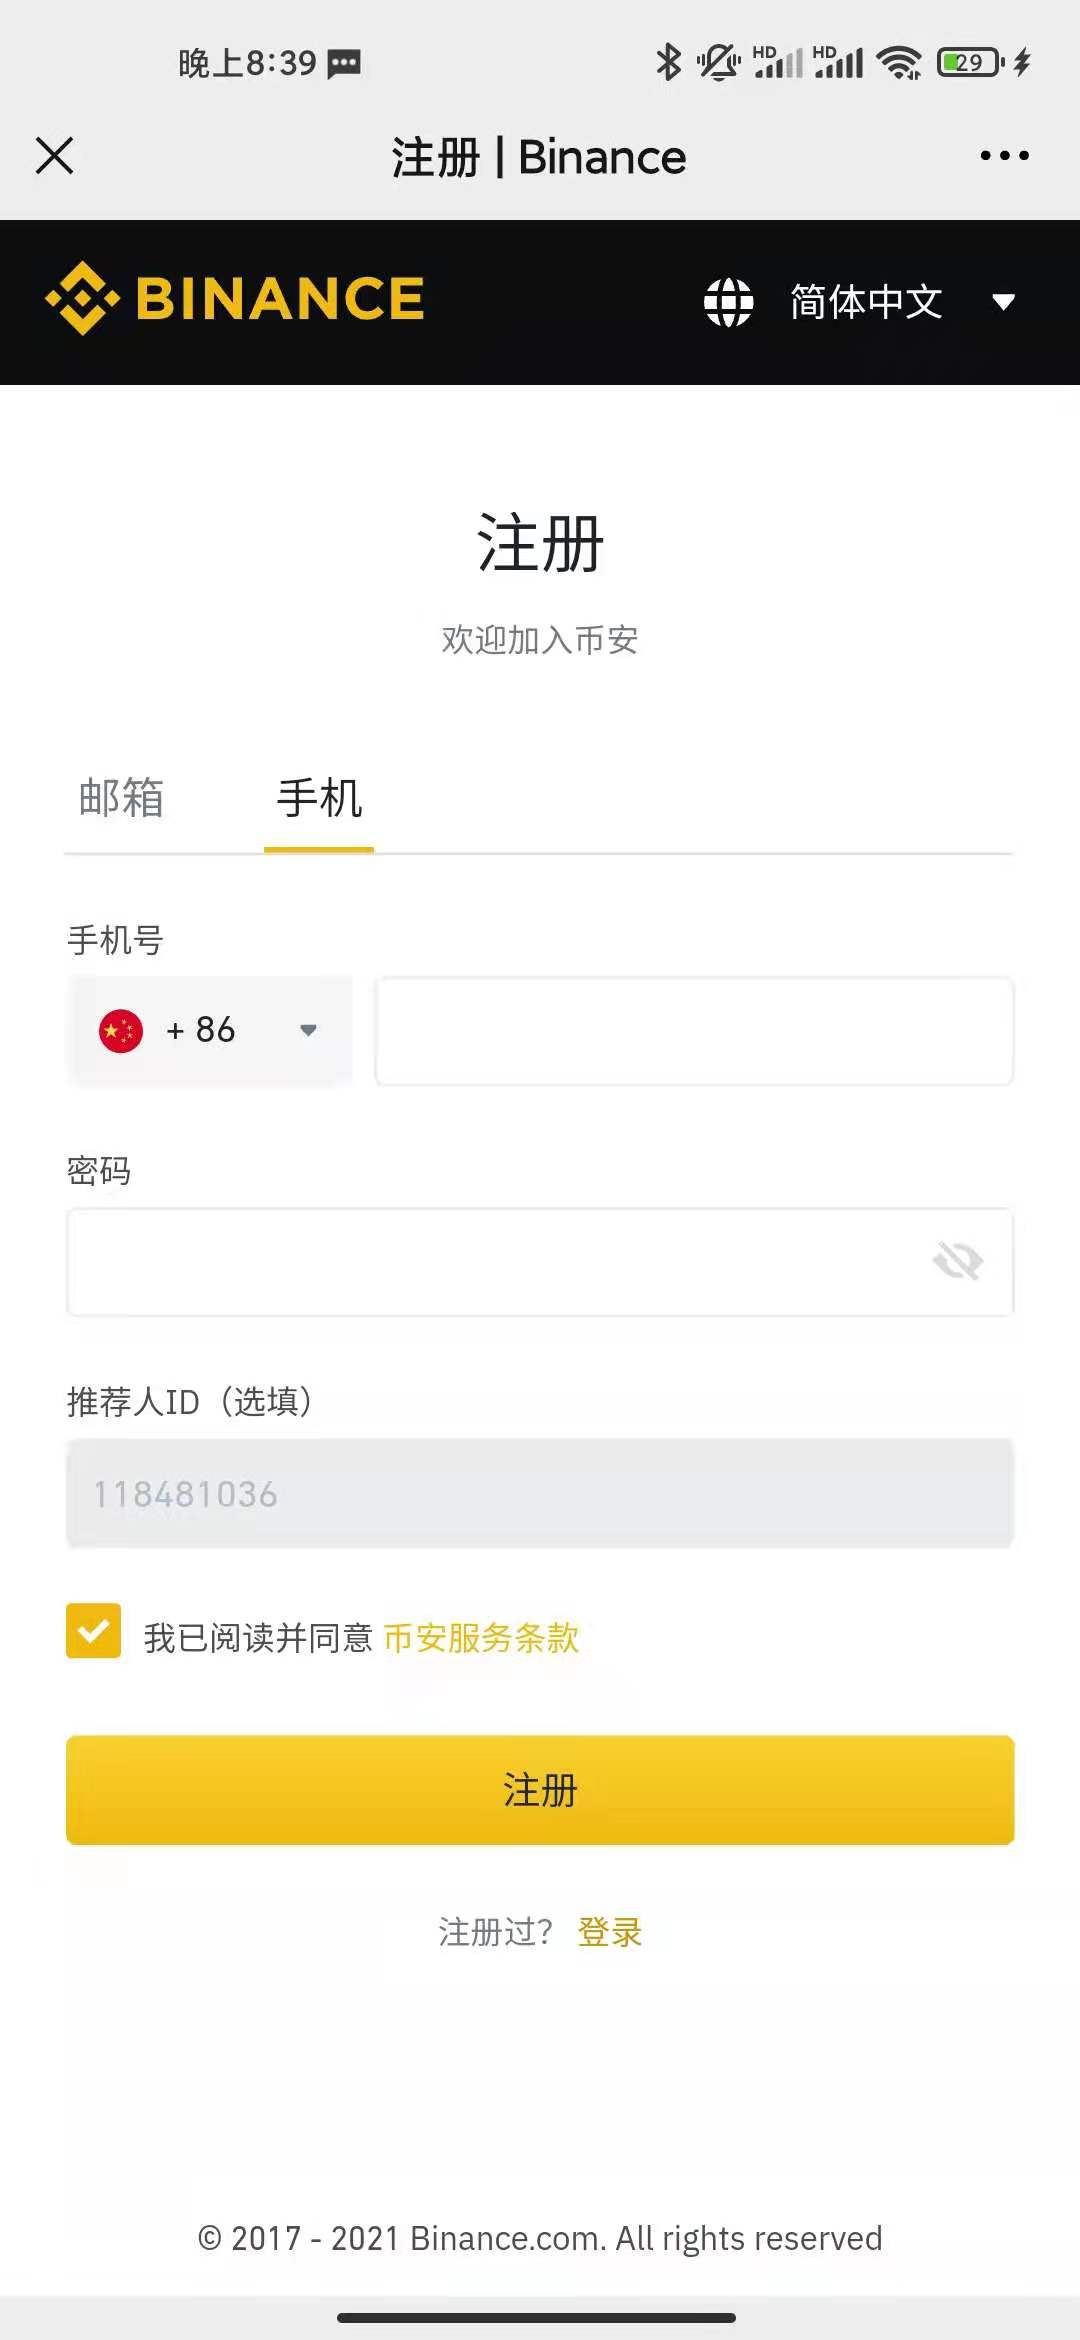 晚上8:39
HD HD 29
注册 | Binance
BINANCE 简体中文
注册
欢迎加入币安
邮箱 手机
手机号
+ 86
密码
推荐人ID（选填）
118481036
我已阅读并同意 币安服务条款
注册
注册过? 登录
© 2017 - 2021 Binance.com. All rights reserved